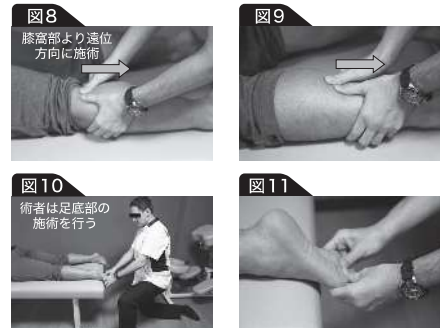 図8
膝窩部より遠位
方向に施術
図9
図10
術者は足底部の
施術を行う
図11